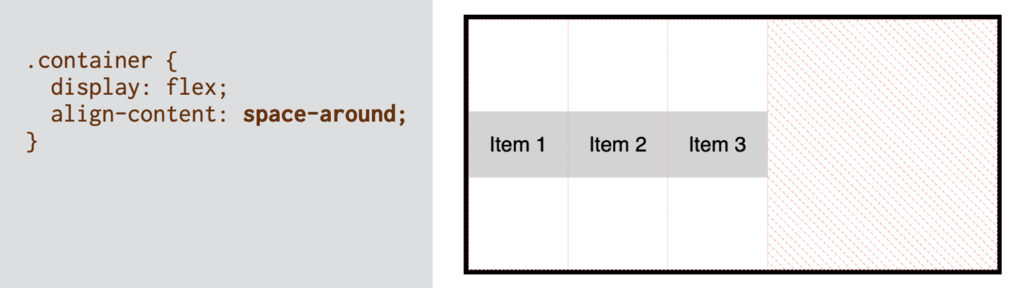 .container {
  display: flex;
  align-content: space-around;
}
Item 1 Item 2 Item 3